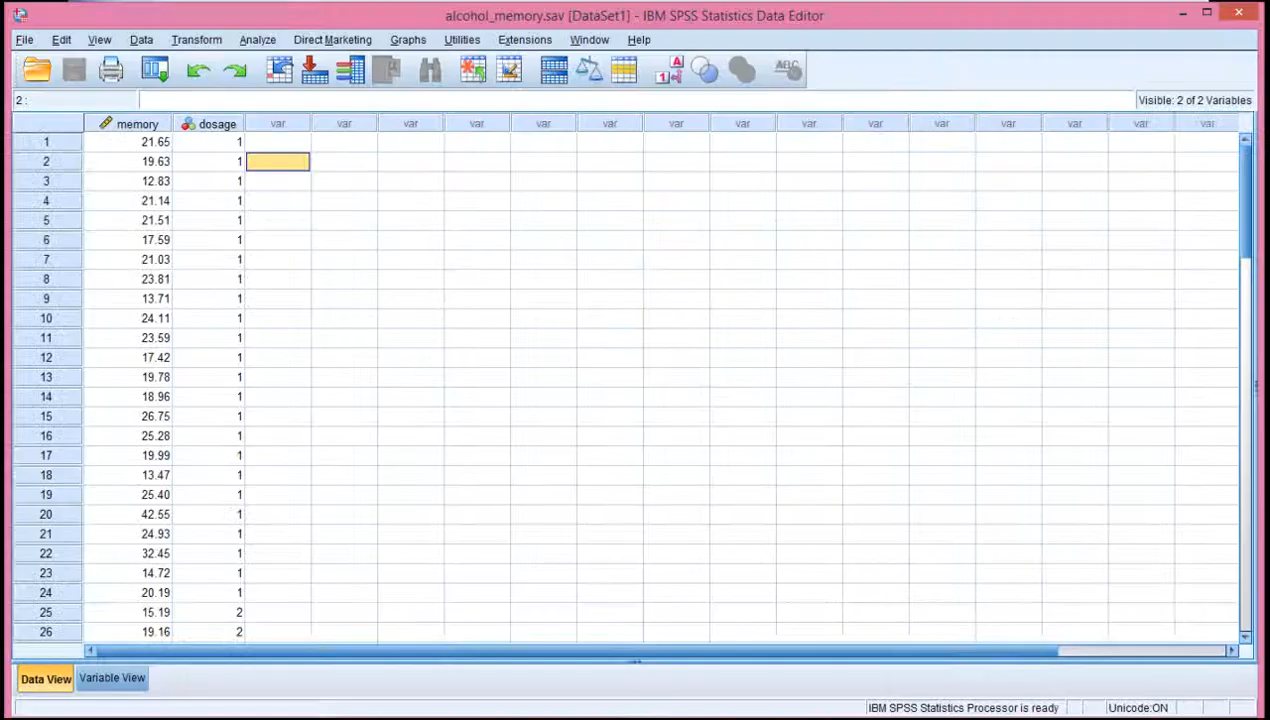 alcohol_memory.sav [DataSet1] - IBM SPSS Statistics Data Editor
File Edit View Data Transform Analyze Direct Marketing Graphs Utilities Extensions Window Help
A
1
ABC
2 : Visible: 2 of 2 Variables
memory dosage var var var var var var var var var var var var var var var
1 21.65 1
2 19.63 1
3 12.83 1
4 21.14 1
5 21.51 1
6 17.59 1
7 21.03 1
8 23.81 1
9 13.71 1
10 24.11 1
11 23.59 1
12 17.42 1
13 19.78 1
14 18.96 1
15 26.75 1
16 25.28 1
17 19.99 1
18 13.47 1
19 25.40 1
20 42.55 1
21 24.93 1
22 32.45 1
23 14.72 1
24 20.19 1
25 15.19 2
26 19.16 2
Data View Variable View
IBM SPSS Statistics Processor is ready Unicode:ON